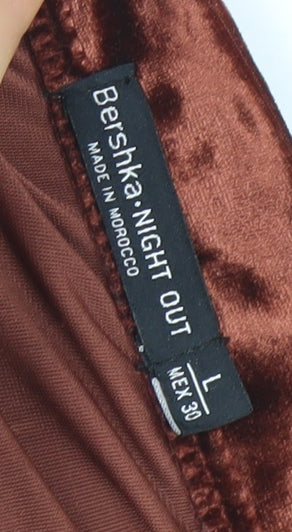 Bershka•NIGHT OUT
MADE IN MOROCCO
L
MEX 30